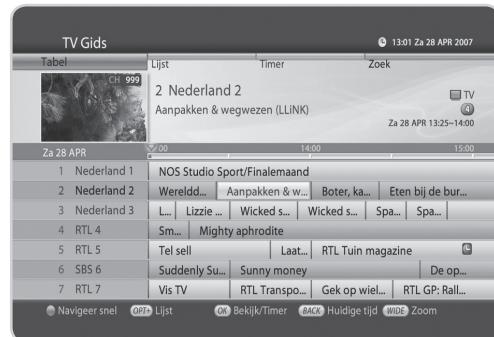 TV Gids
13:01 Za 28 APR 2007
Tabel
Lijst Timer Zoek
CH 999
2 Nederland 2
TV
Aanpakken & wegwezen (LLiNK)
4
Za 28 APR 13:25~14:00
Za 28 APR
:00 14:00 15:00
1 Nederland 1 NOS Studio Sport/Finalemaand
2 Nederland 2 Wereldd... Aanpakken & w... Boter, ka... Eten bij de bur...
3 Nederland 3 L... Lizzie ... Wicked s... Wicked s... Spa... Spa...
4 RTL 4 Sm... Mighty aphrodite
5 RTL 5 Tel sell Laat... RTL Tuin magazine
6 SBS 6 Suddenly Su... Sunny money De op...
7 RTL 7 Vis TV RTL Transpo... Gek op wiel... RTL GP: Rall...
Navigeer snel OPT+ Lijst OK Bekijk/Timer BACK Huidige tijd WIDE Zoom